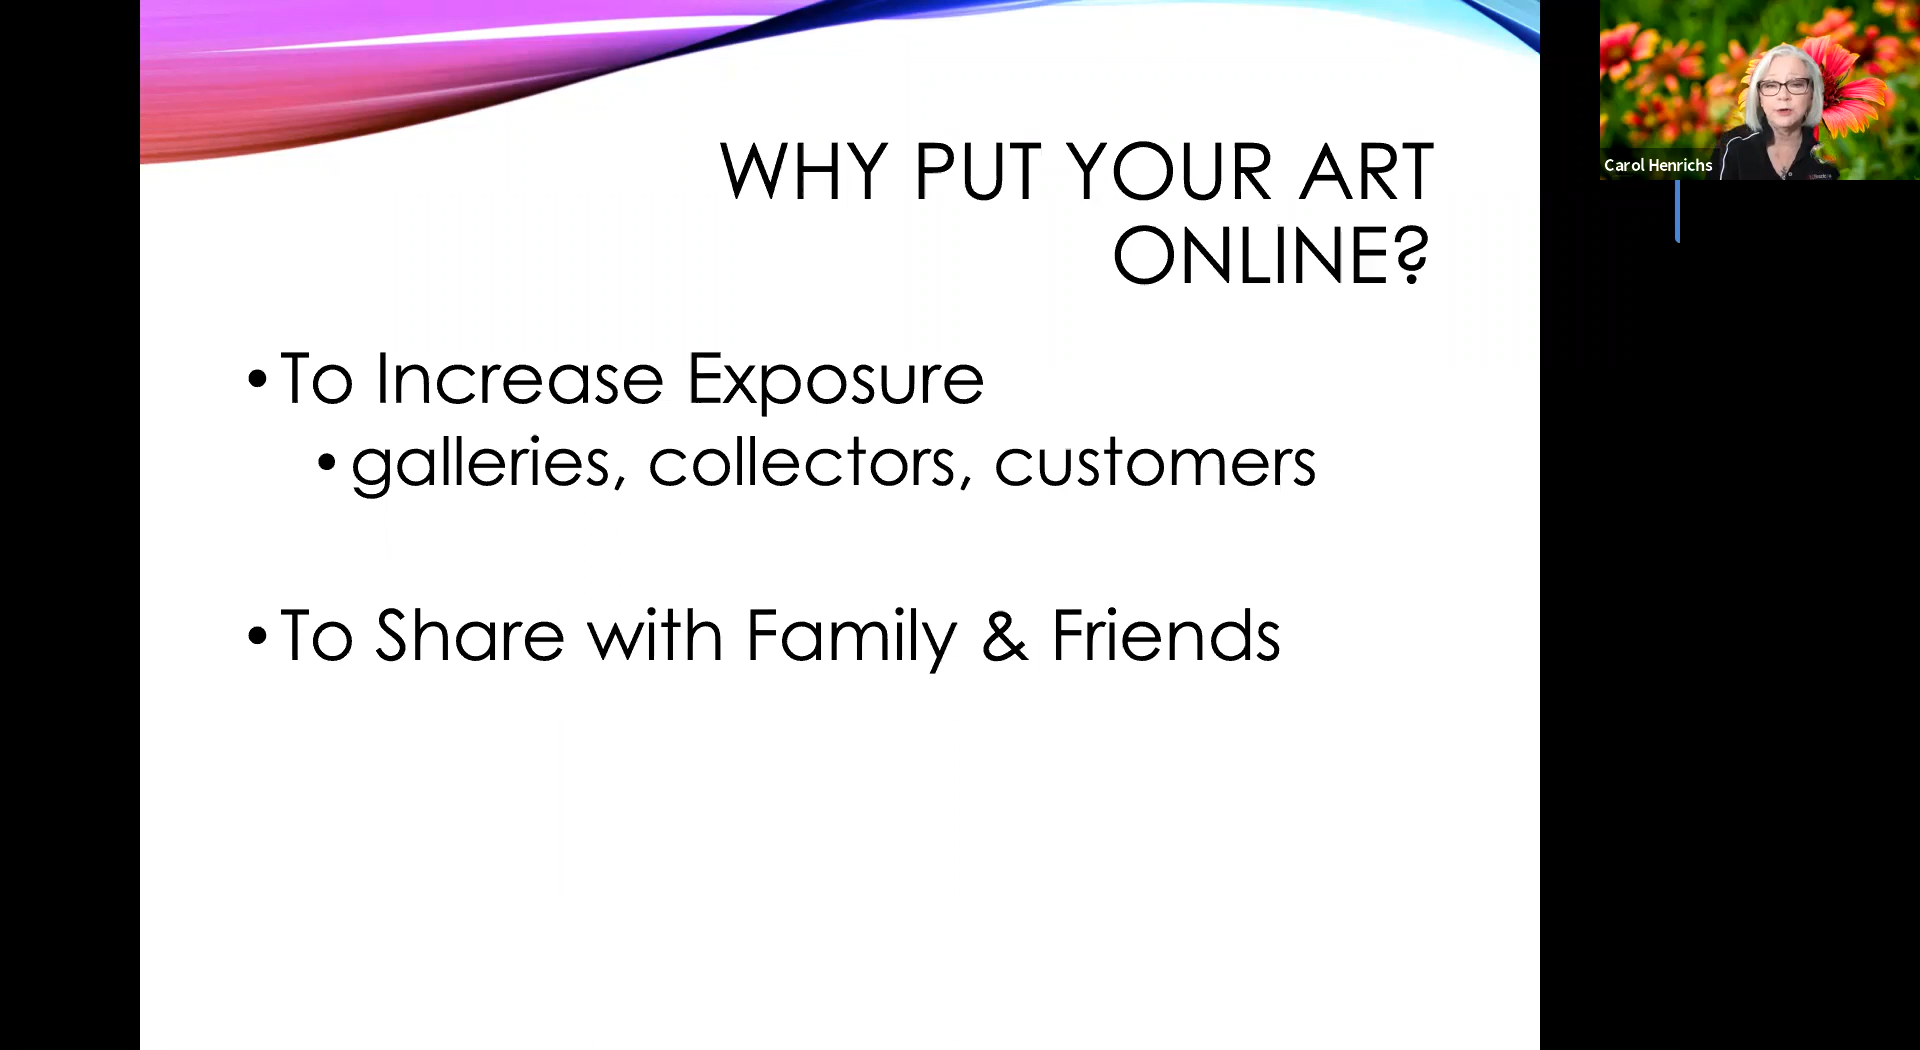 WHY PUT YOUR ART
ONLINE?
• To Increase Exposure
• galleries, collectors, customers
• To Share with Family & Friends
Carol Henrichs